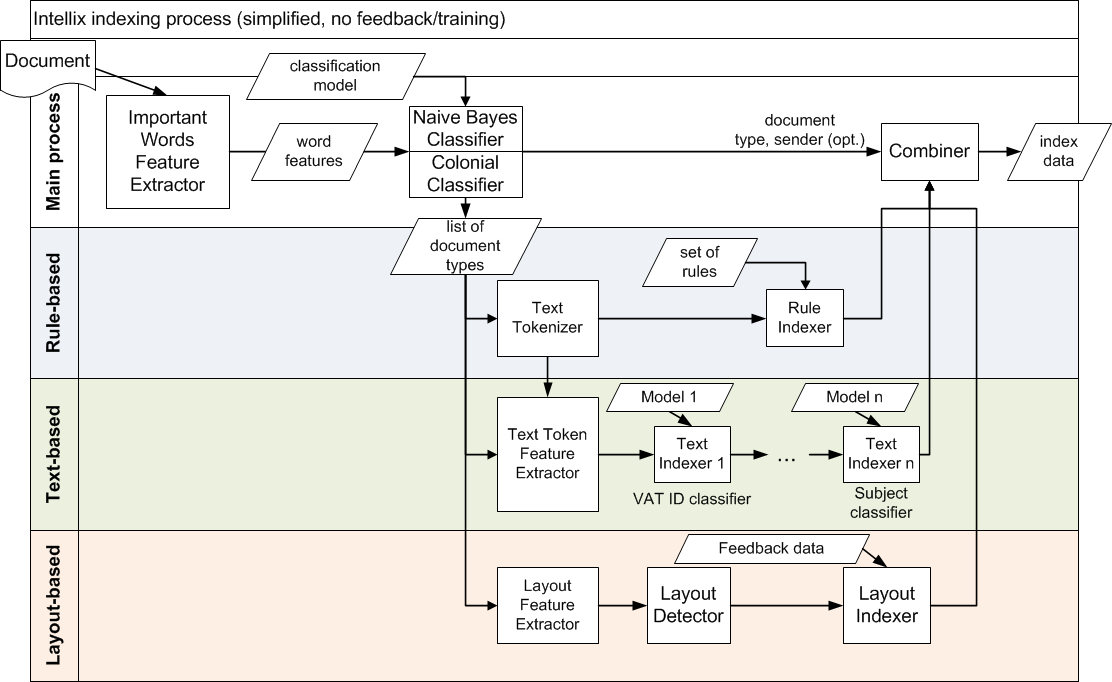 Intellix indexing process (simplified, no feedback/training)
Document
classification
model
Main process
Important
Words
Feature
Extractor
word
features
Naive Bayes
Classifier
Colonial
Classifier
document
type, sender (opt.)
Combiner
index
data
list of
document
types
Rule-based
Text
Tokenizer
set of
rules
Rule
Indexer
Text-based
Text Token
Feature
Extractor
Model 1
Text
Indexer 1
VAT ID classifier
...
Model n
Text
Indexer n
Subject
classifier
Layout-based
Layout
Feature
Extractor
Layout
Detector
Feedback data
Layout
Indexer